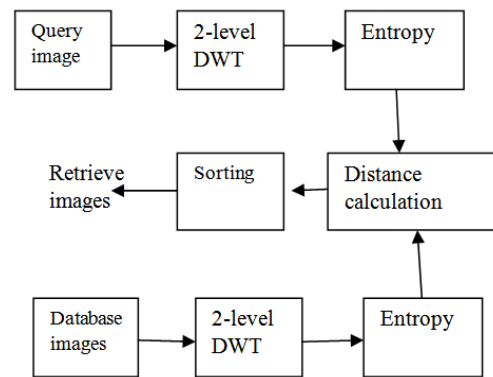 Query
image
2-level
DWT
Entropy
Retrieve
images
Sorting
Distance
calculation
Database
images
2-level
DWT
Entropy